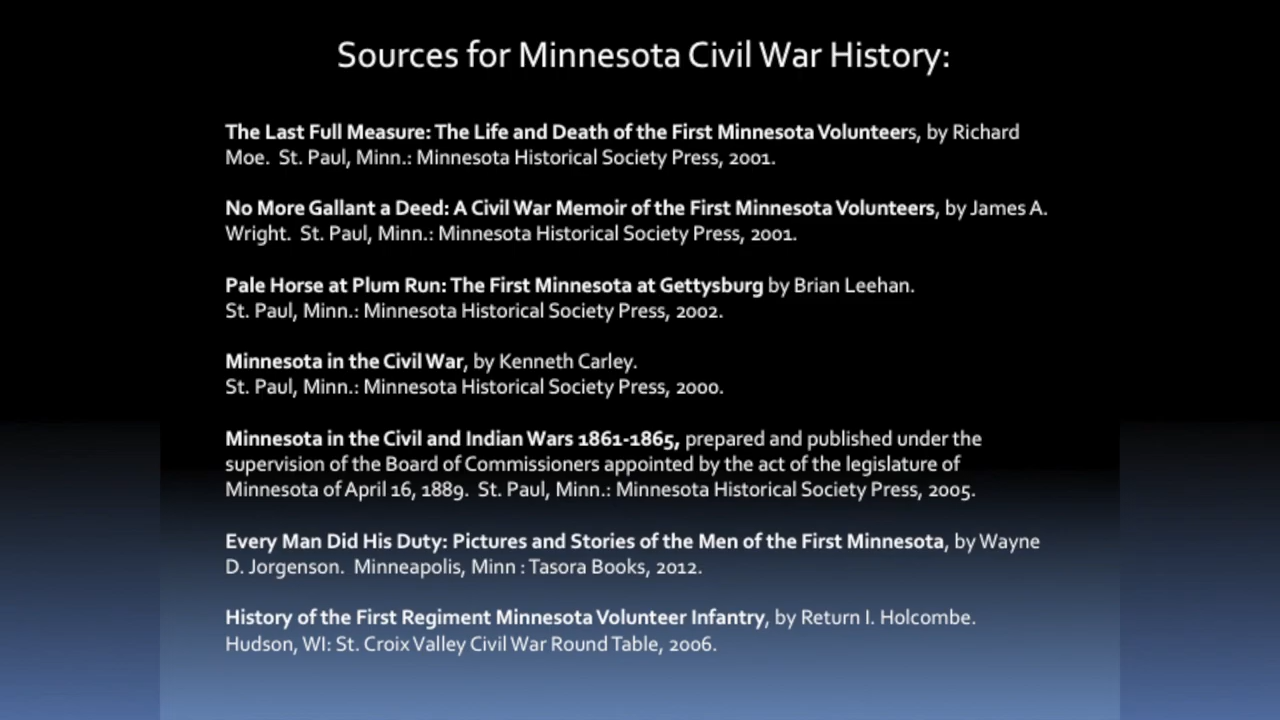 Sources for Minnesota Civil War History:
The Last Full Measure: The Life and Death of the First Minnesota Volunteers, by Richard
Moe. St. Paul, Minn.: Minnesota Historical Society Press, 2001.
No More Gallant a Deed: A Civil War Memoir of the First Minnesota Volunteers, by James A.
Wright. St. Paul, Minn.: Minnesota Historical Society Press, 2001.
Pale Horse at Plum Run: The First Minnesota at Gettysburg by Brian Leehan.
St. Paul, Minn.: Minnesota Historical Society Press, 2002.
Minnesota in the Civil War, by Kenneth Carley.
St. Paul, Minn.: Minnesota Historical Society Press, 2000.
Minnesota in the Civil and Indian Wars 1861-1865, prepared and published under the
supervision of the Board of Commissioners appointed by the act of the legislature of
Minnesota of April 16, 1889. St. Paul, Minn.: Minnesota Historical Society Press, 2005.
Every Man Did His Duty: Pictures and Stories of the Men of the First Minnesota, by Wayne
D. Jorgenson. Minneapolis, Minn : Tasora Books, 2012.
History of the First Regiment Minnesota Volunteer Infantry, by Return I. Holcombe.
Hudson, WI: St. Croix Valley Civil War Round Table, 2006.